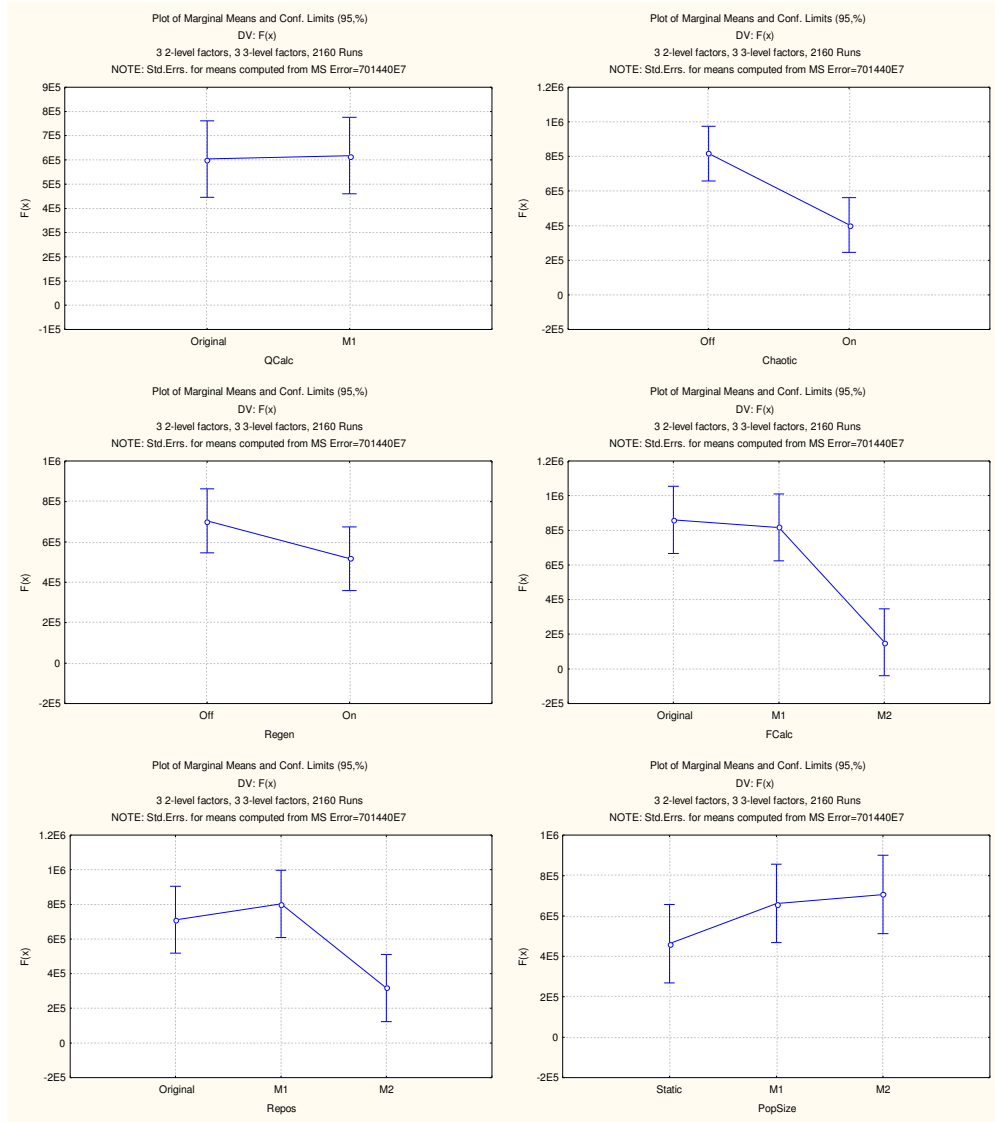 Plot of Marginal Means and Conf. Limits (95,%)
DV: F(x)
3 2-level factors, 3 3-level factors, 2160 Runs
NOTE: Std.Errs. for means computed from MS Error=701440E7
9E5
8E5
7E5
6E5
5E5
4E5
3E5
2E5
1E5
0
-1E5
F(x)
Original M1
QCalc
Plot of Marginal Means and Conf. Limits (95,%)
DV: F(x)
3 2-level factors, 3 3-level factors, 2160 Runs
NOTE: Std.Errs. for means computed from MS Error=701440E7
1.2E6
1E6
8E5
6E5
4E5
2E5
0
-2E5
F(x)
Off On
Chaotic
Plot of Marginal Means and Conf. Limits (95,%)
DV: F(x)
3 2-level factors, 3 3-level factors, 2160 Runs
NOTE: Std.Errs. for means computed from MS Error=701440E7
1E6
8E5
6E5
4E5
2E5
0
-2E5
F(x)
Off On
Regen
Plot of Marginal Means and Conf. Limits (95,%)
DV: F(x)
3 2-level factors, 3 3-level factors, 2160 Runs
NOTE: Std.Errs. for means computed from MS Error=701440E7
1.2E6
1E6
8E5
6E5
4E5
2E5
0
-2E5
F(x)
Original M1 M2
FCalc
Plot of Marginal Means and Conf. Limits (95,%)
DV: F(x)
3 2-level factors, 3 3-level factors, 2160 Runs
NOTE: Std.Errs. for means computed from MS Error=701440E7
1.2E6
1E6
8E5
6E5
4E5
2E5
0
-2E5
F(x)
Original M1 M2
Repos
Plot of Marginal Means and Conf. Limits (95,%)
DV: F(x)
3 2-level factors, 3 3-level factors, 2160 Runs
NOTE: Std.Errs. for means computed from MS Error=701440E7
1E6
8E5
6E5
4E5
2E5
0
-2E5
F(x)
Static M1 M2
PopSize